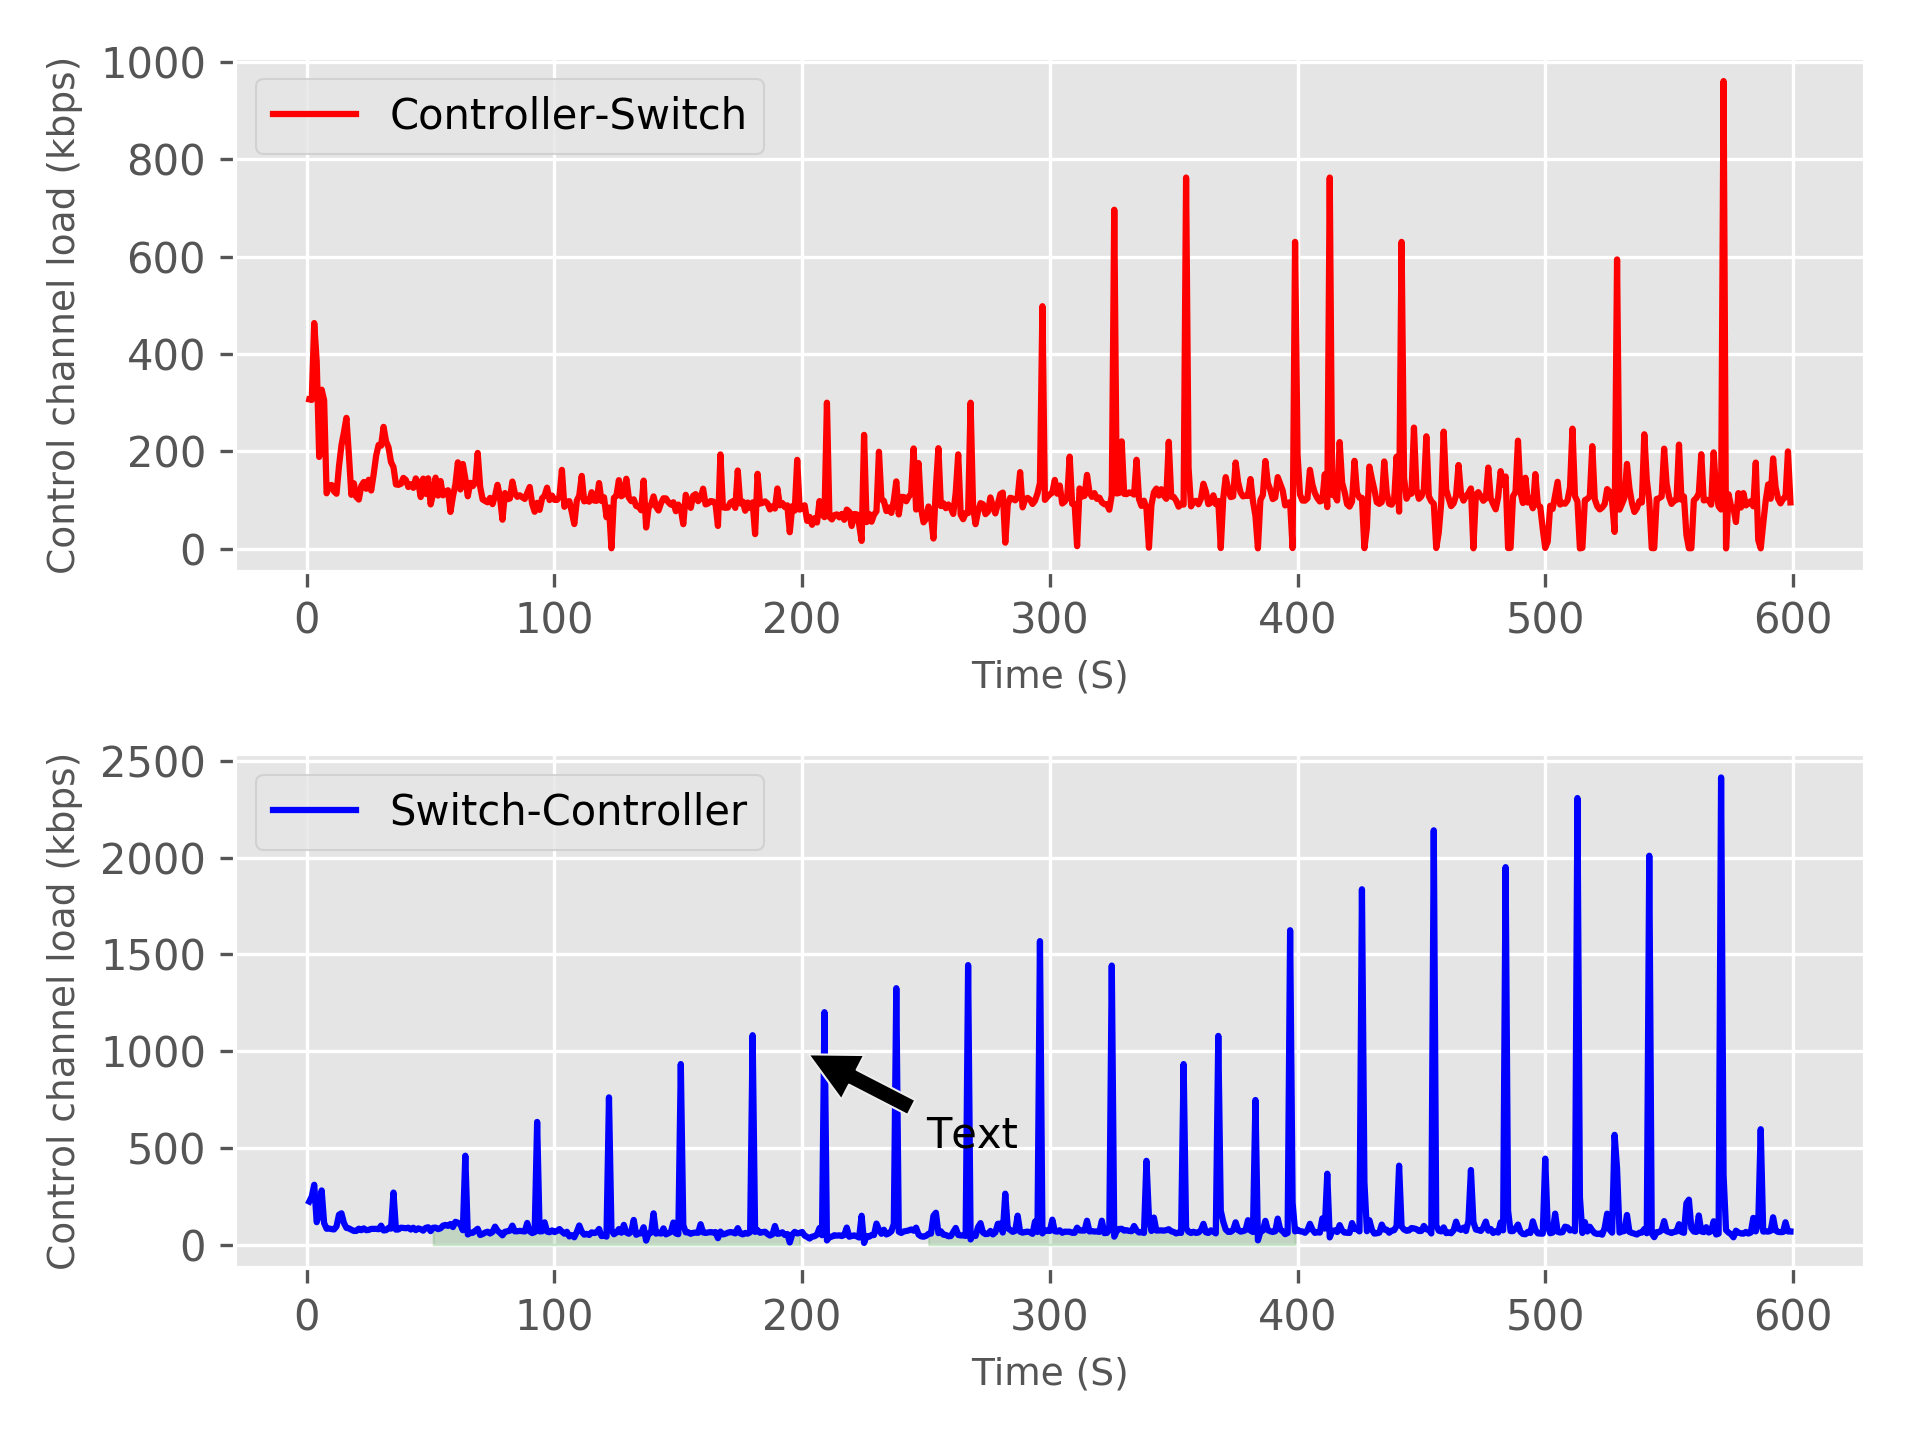 Control channel load (kbps)
1000
800
600
400
200
0
Controller-Switch
0 100 200 300 400 500 600
Time (S)
Control channel load (kbps)
2500
2000
1500
1000
500
0
Switch-Controller
Text
0 100 200 300 400 500 600
Time (S)